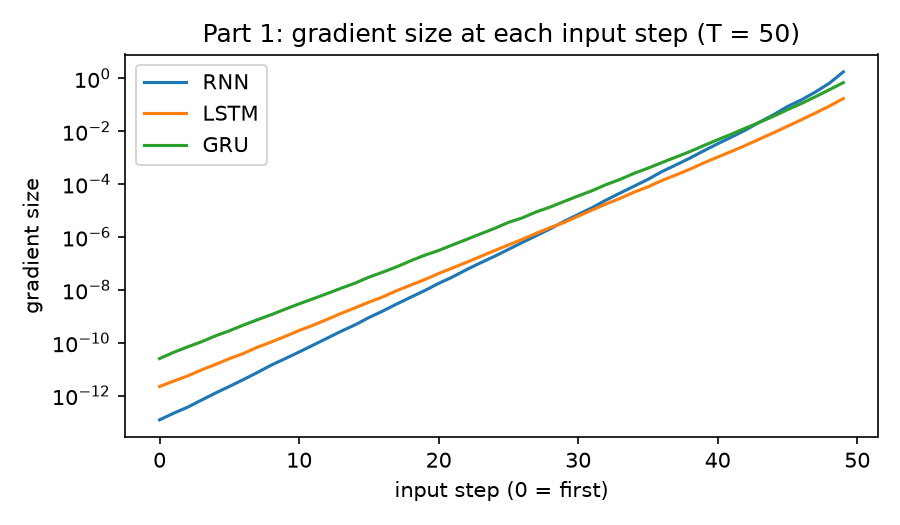 Part 1: gradient size at each input step (T = 50)
RNN
LSTM
GRU
gradient size
10⁰
10⁻²
10⁻⁴
10⁻⁶
10⁻⁸
10⁻¹⁰
10⁻¹²
0 10 20 30 40 50
input step (0 = first)